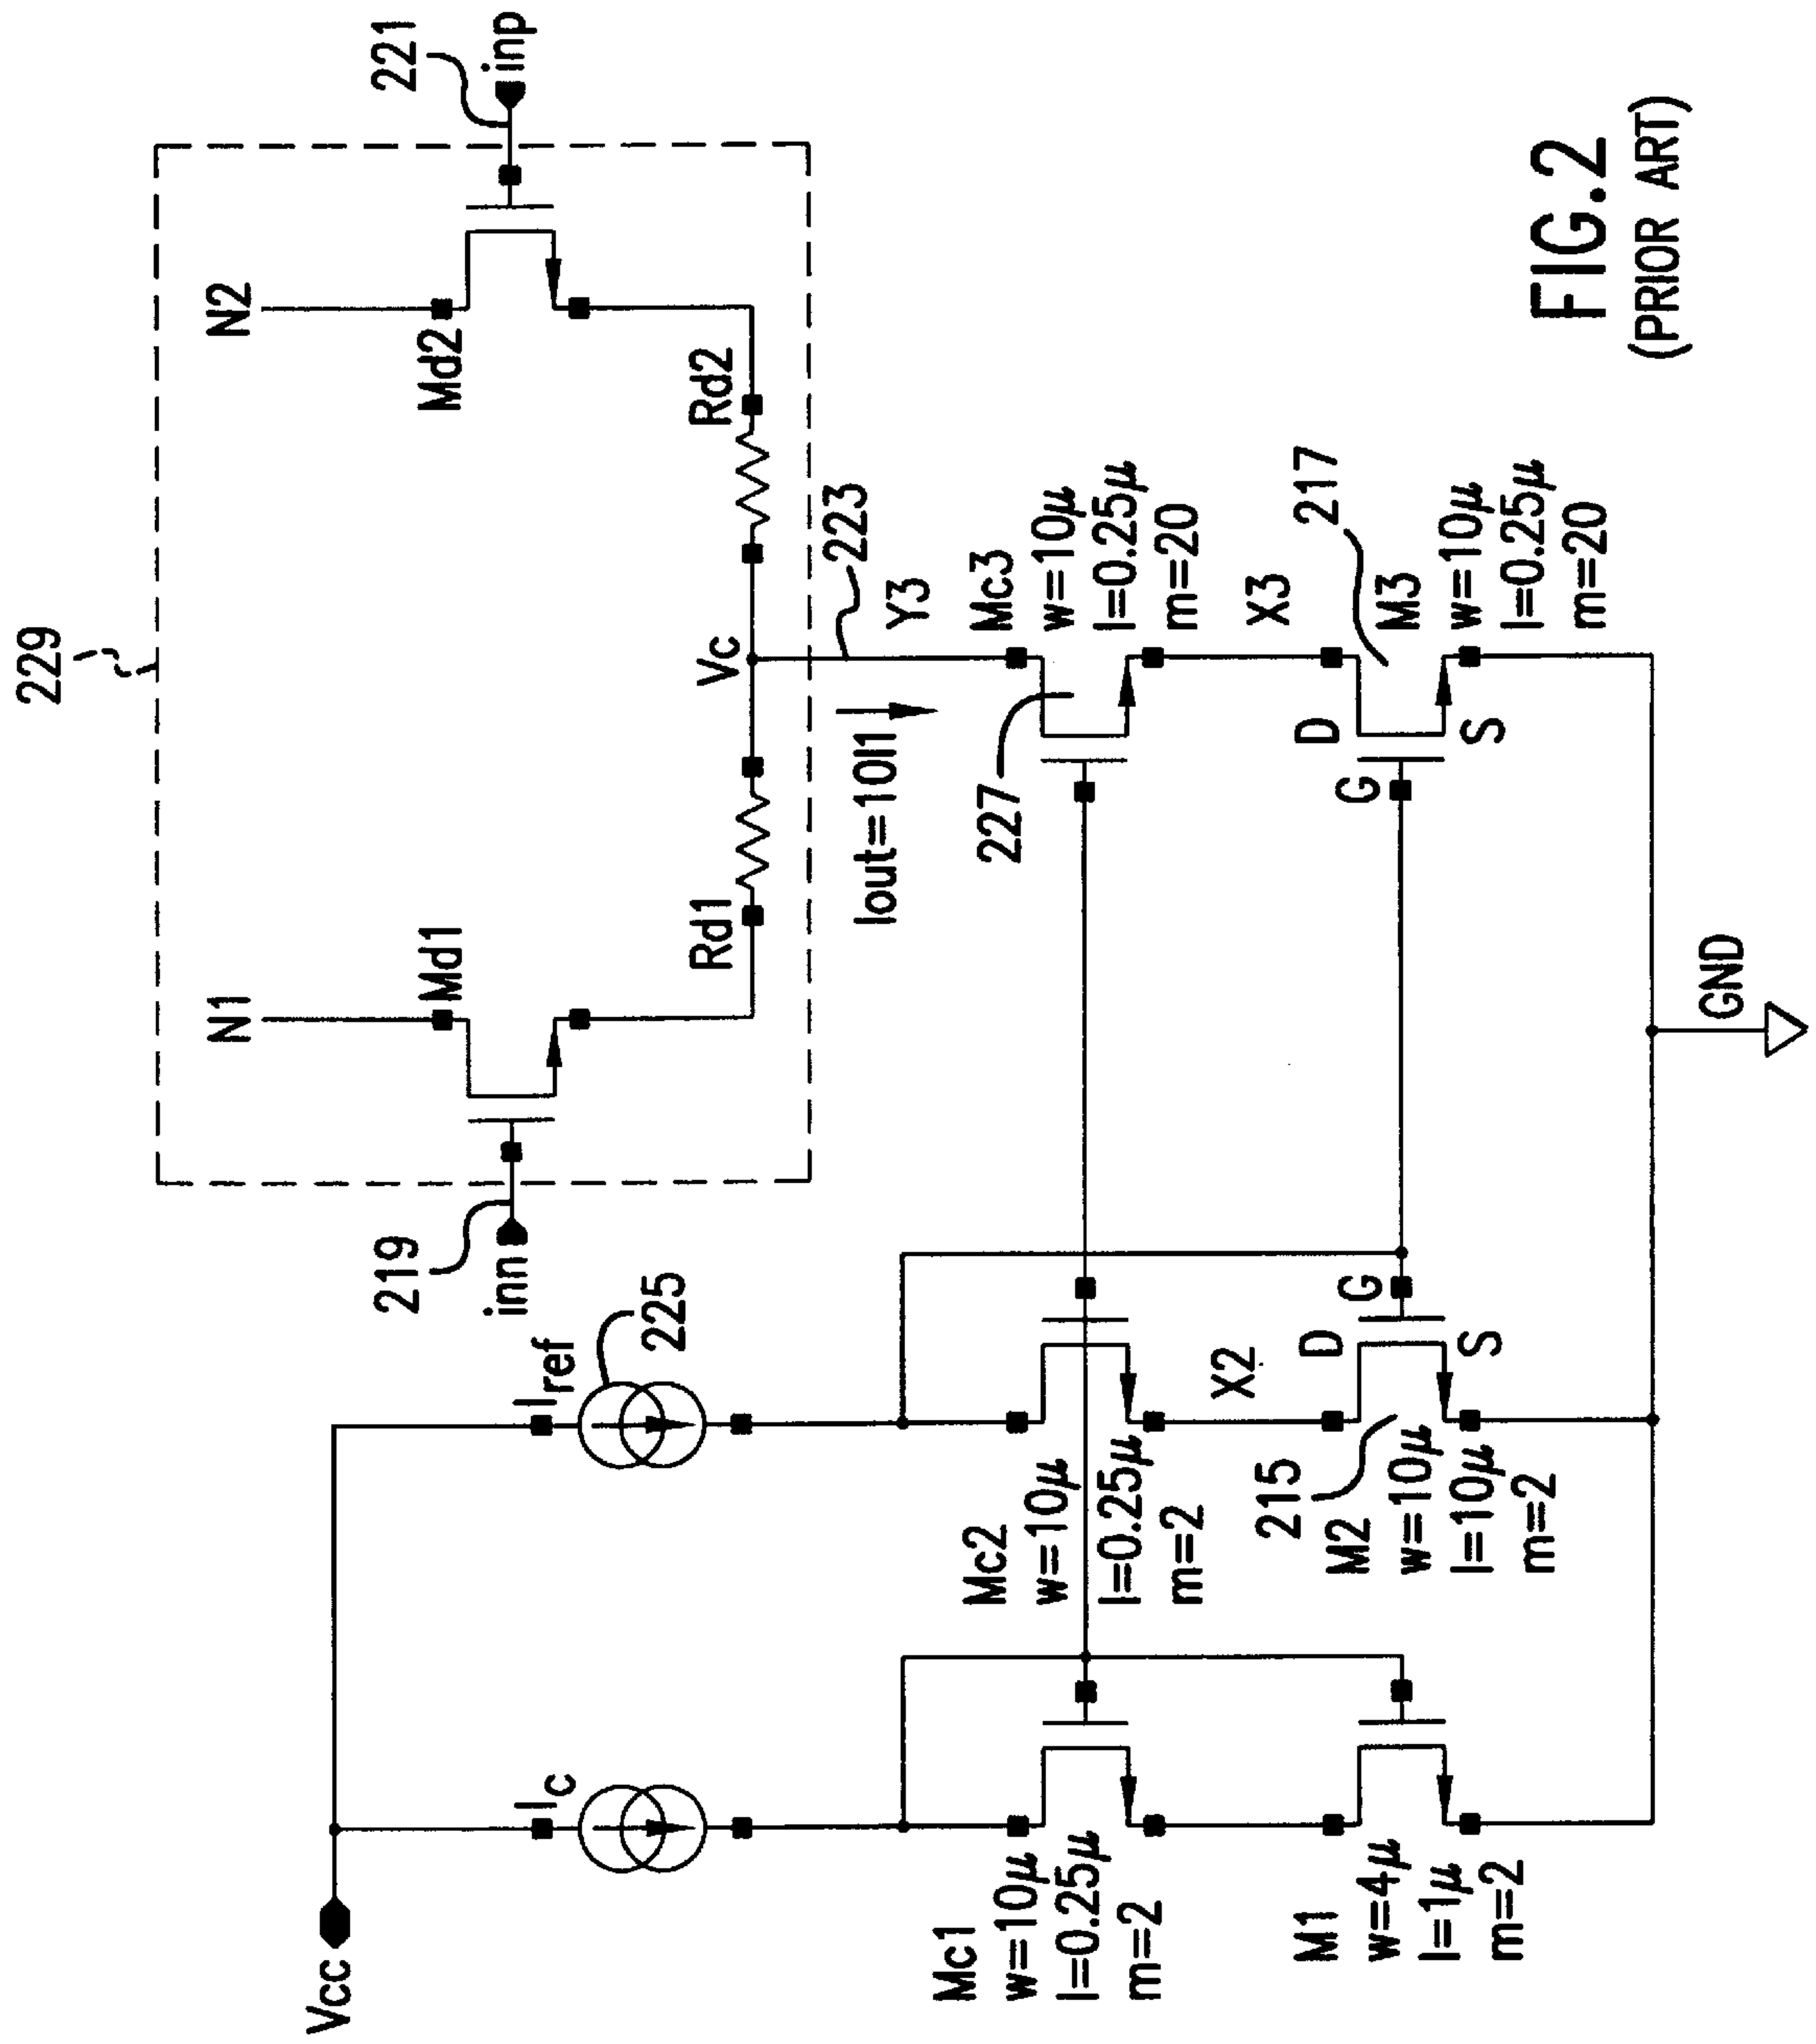 229
N1
N2
Md1
Md2
219
inn
221
inp
Rd1
Rd2
Vc
Vcc
Ic
Iref
225
Iout=10I1
223
Y3
Mc1
w=10μ
l=0.25μ
m=2
Mc2
w=10μ
l=0.25μ
m=2
227
Mc3
w=10μ
l=0.25μ
m=20
X2
X3
M1
w=4μ
l=1μ
m=2
215
M2
w=10μ
l=10μ
m=2
D
G
S
D
G
S
217
M3
w=10μ
l=0.25μ
m=20
GND
FIG.2
(PRIOR ART)